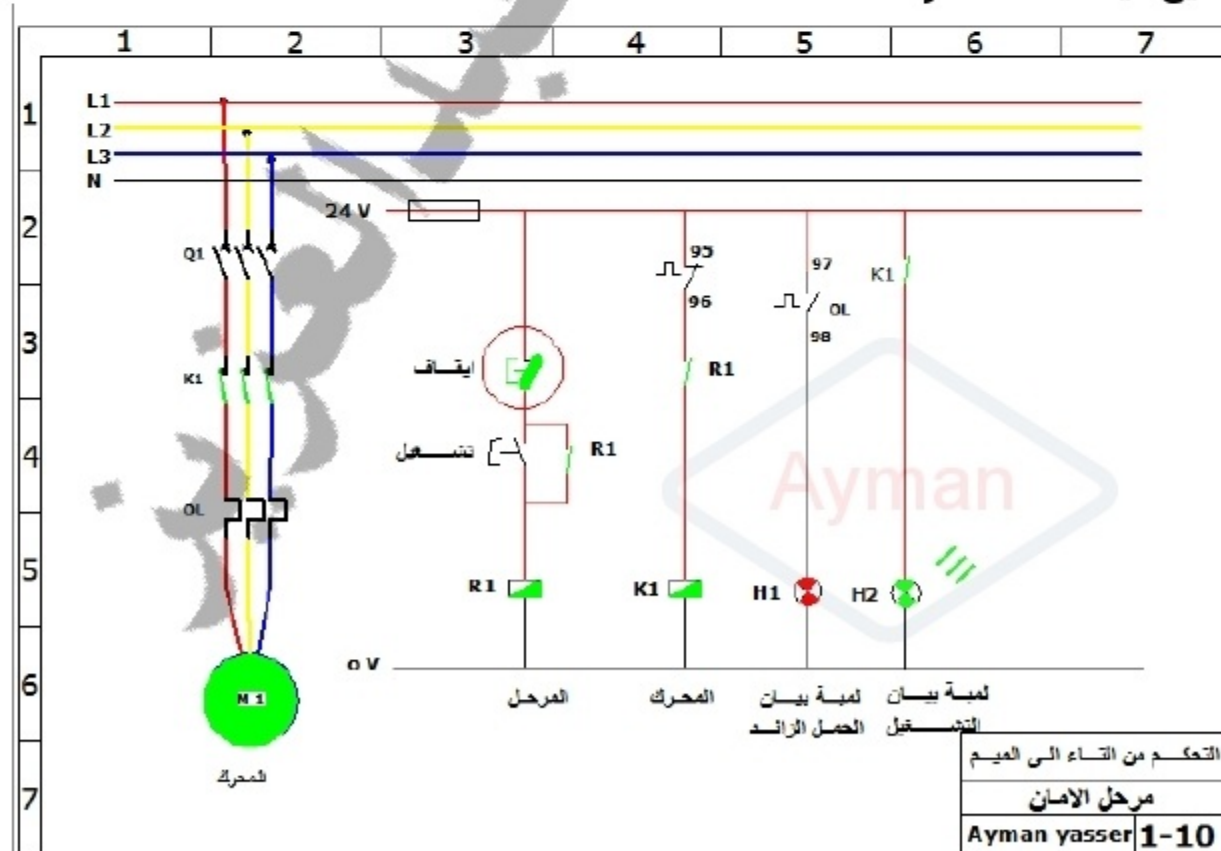 1 2 3 4 5 6 7
1
2
3
4
5
6
7
L1
L2
L3
N
24 V
Q1
95
96
97
98
OL
K1
K1
ايقاف
R1
تشغيل
R1
OL
Ayman
R1
K1
H1
H2
0 V
M 1
المحرك
المرحل
المحرك
لمبة بيان
الحمل الزائد
لمبة بيان
التشغيل
التحكم من التاء الى الميم
مرحل الامان
Ayman yasser 1-10